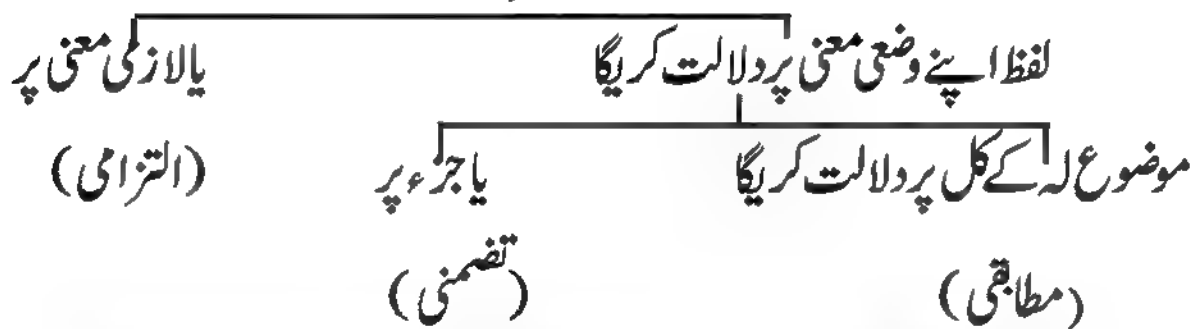 لفظ اپنے وضعی معنی پر دلالت کریگا یا لازمی معنی پر
موضوع لہ کے کل پر دلالت کریگا یا جزء پر (التزامی)
(مطابقی) (تضمنی)